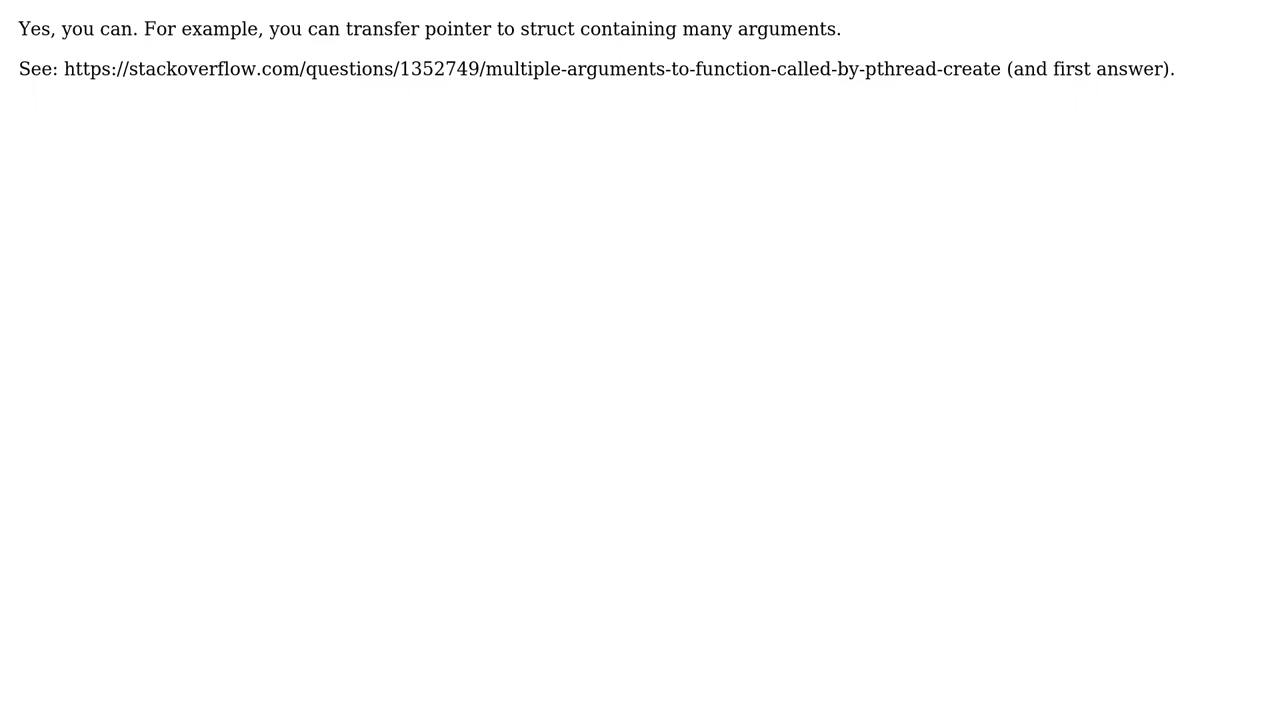 Yes, you can. For example, you can transfer pointer to struct containing many arguments.
See: https://stackoverflow.com/questions/1352749/multiple-arguments-to-function-called-by-pthread-create (and first answer).